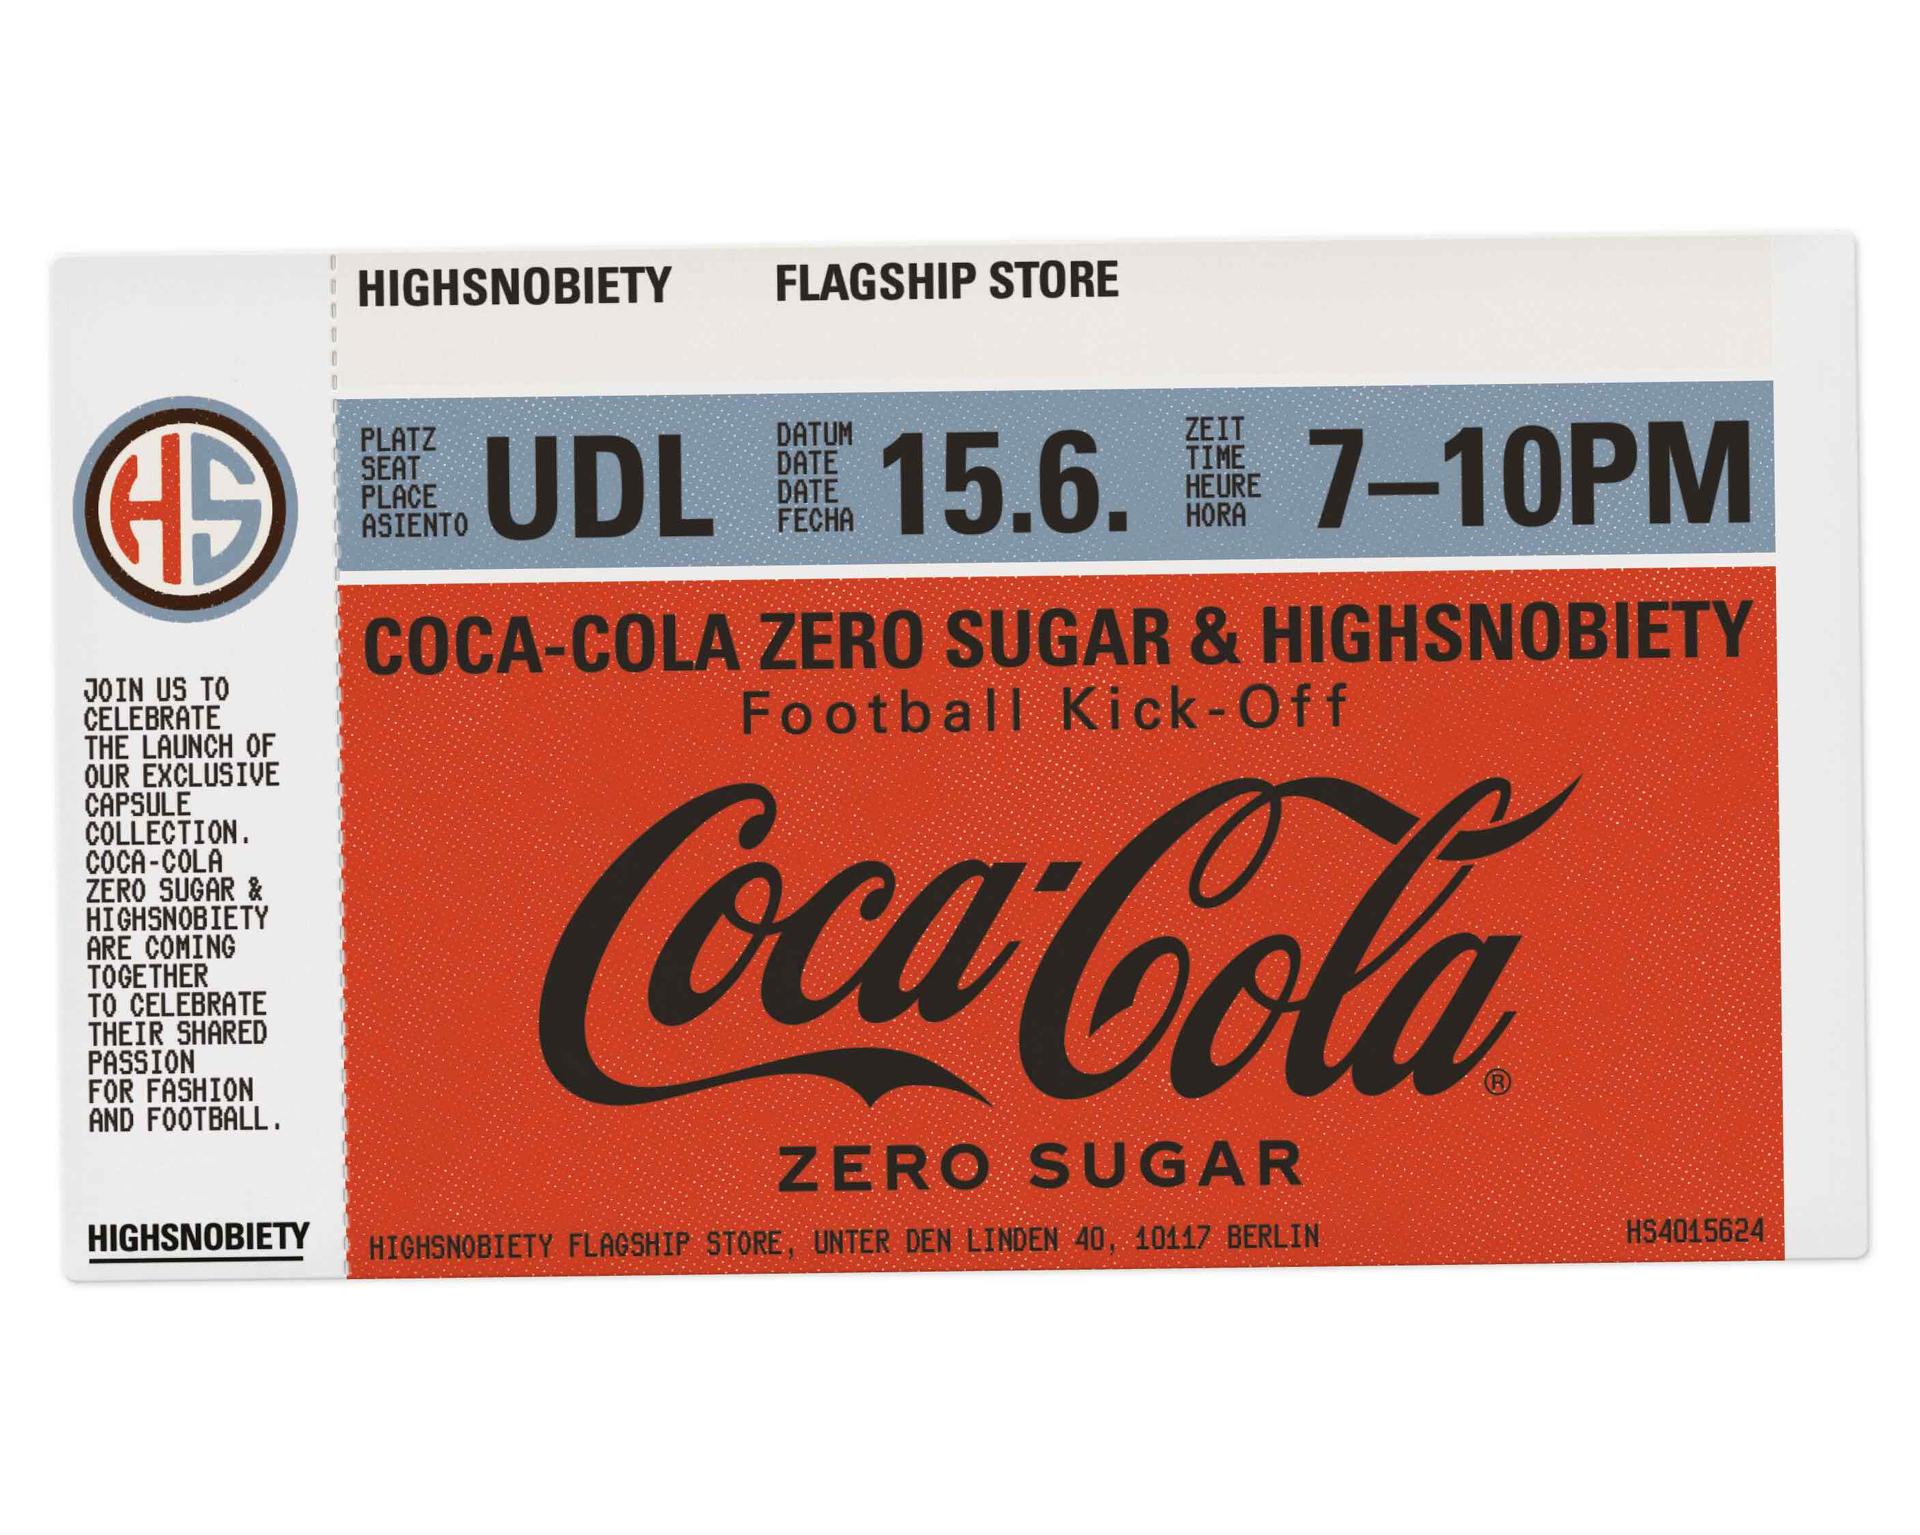 HIGHSNOBIETY FLAGSHIP STORE
HS
JOIN US TO
CELEBRATE
THE LAUNCH OF
OUR EXCLUSIVE
CAPSULE
COLLECTION.
COCA-COLA
ZERO SUGAR &
HIGHSNOBIETY
ARE COMING
TOGETHER
TO CELEBRATE
THEIR SHARED
PASSION
FOR FASHION
AND FOOTBALL.
HIGHSNOBIETY
PLATZ
SEAT
PLACE
ASIENTO
UDL
DATUM
DATE
DATE
FECHA
15.6.
ZEIT
TIME
HEURE
HORA
7–10PM
COCA-COLA ZERO SUGAR & HIGHSNOBIETY
Football Kick-Off
Coca-Cola®
ZERO SUGAR
HIGHSNOBIETY FLAGSHIP STORE, UNTER DEN LINDEN 40, 10117 BERLIN
HS4015624